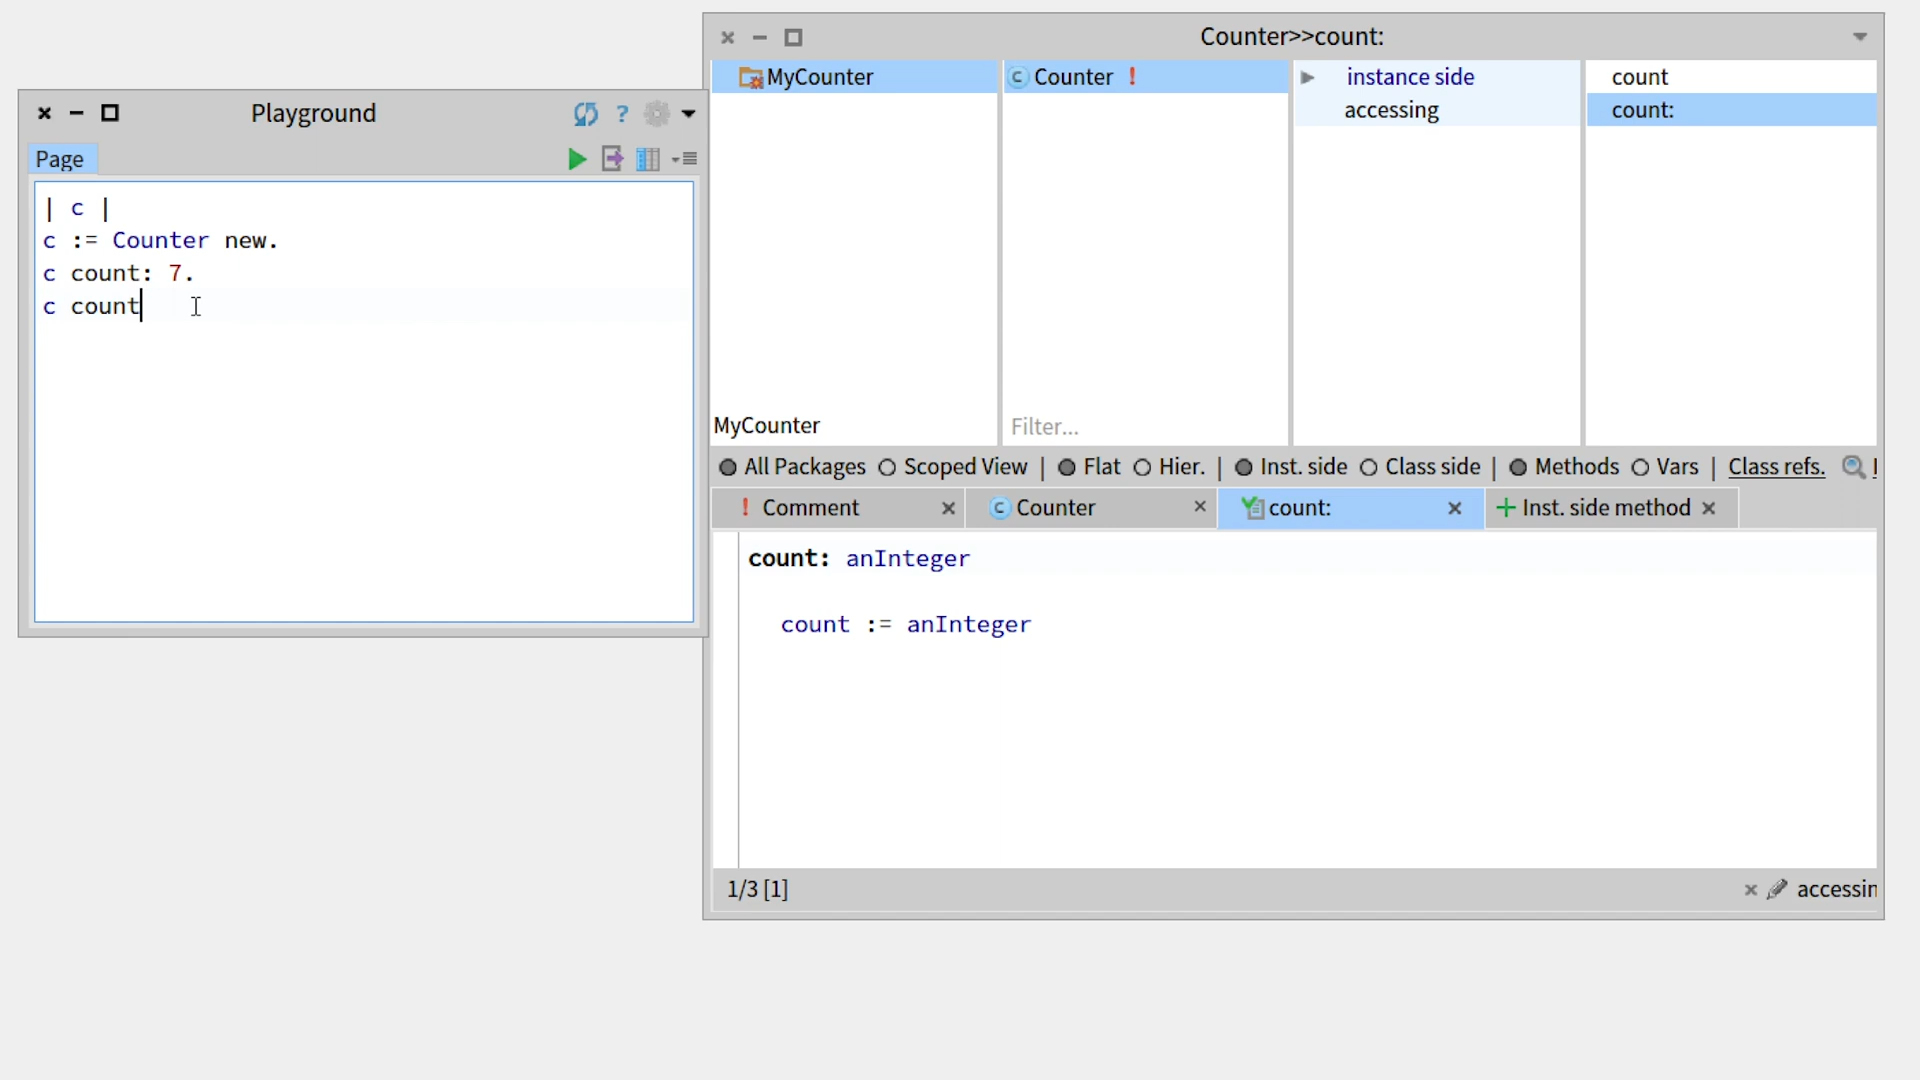 Counter>>count:
MyCounter
Counter !
instance side
accessing
count
count:
MyCounter
Filter...
All Packages Scoped View | Flat Hier. | Inst. side Class side | Methods Vars | Class refs.
! Comment
Counter
count:
Inst. side method
count: anInteger
count := anInteger
1/3 [1]
accessin
Playground
?
Page
| c |
c := Counter new.
c count: 7.
c count